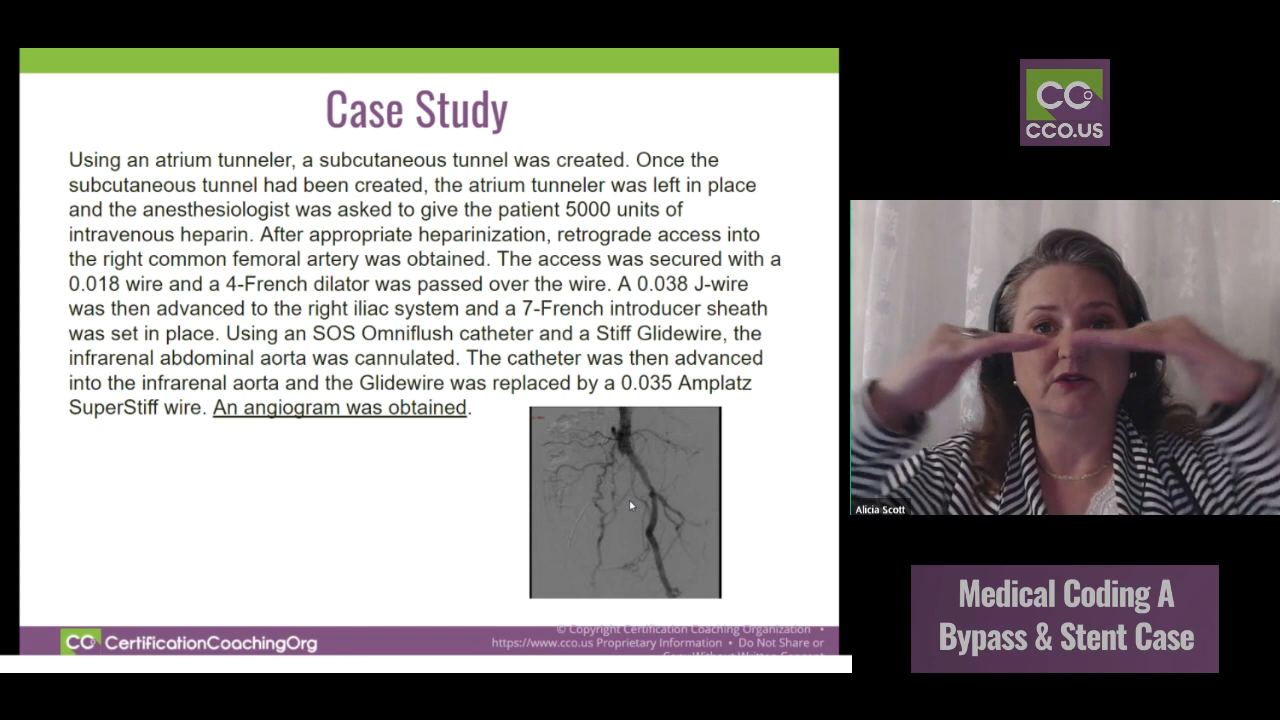 Case Study
Using an atrium tunneler, a subcutaneous tunnel was created. Once the
subcutaneous tunnel had been created, the atrium tunneler was left in place
and the anesthesiologist was asked to give the patient 5000 units of
intravenous heparin. After appropriate heparinization, retrograde access into
the right common femoral artery was obtained. The access was secured with a
0.018 wire and a 4-French dilator was passed over the wire. A 0.038 J-wire
was then advanced to the right iliac system and a 7-French introducer sheath
was set in place. Using an SOS Omniflush catheter and a Stiff Glidewire, the
infrarenal abdominal aorta was cannulated. The catheter was then advanced
into the infrarenal aorta and the Glidewire was replaced by a 0.035 Amplatz
SuperStiff wire. An angiogram was obtained.
CO CertificationCoachingOrg
© Copyright Certification Coaching Organization •
https://www.cco.us Proprietary Information • Do Not Share or
Copy Without Written Consent
CCO
CCO.US
Alicia Scott
Medical Coding A
Bypass & Stent Case